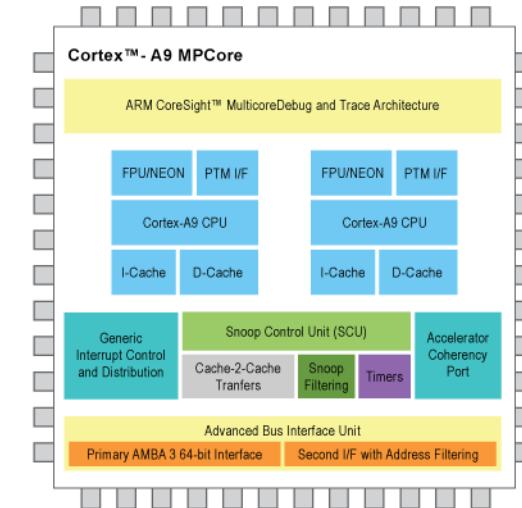 Cortex™- A9 MPCore
ARM CoreSight™ MulticoreDebug and Trace Architecture
FPU/NEON PTM I/F FPU/NEON PTM I/F
Cortex-A9 CPU Cortex-A9 CPU
I-Cache D-Cache I-Cache D-Cache
Generic
Interrupt Control
and Distribution
Snoop Control Unit (SCU)
Cache-2-Cache
Tranfers
Snoop
Filtering
Timers
Accelerator
Coherency
Port
Advanced Bus Interface Unit
Primary AMBA 3 64-bit Interface Second I/F with Address Filtering